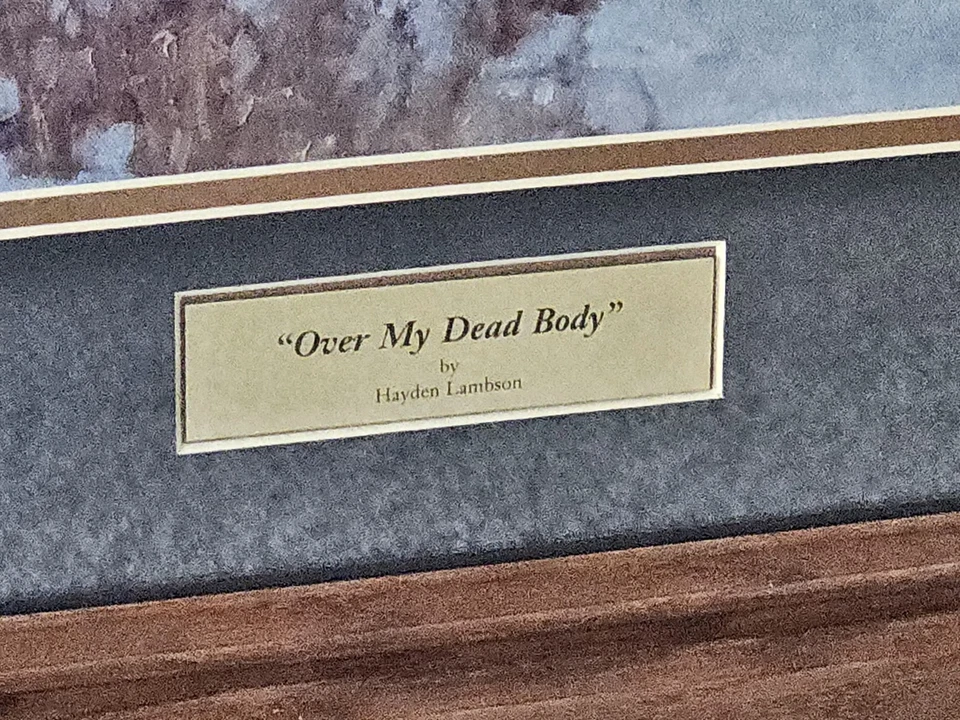 “Over My Dead Body”
by
Hayden Lambson